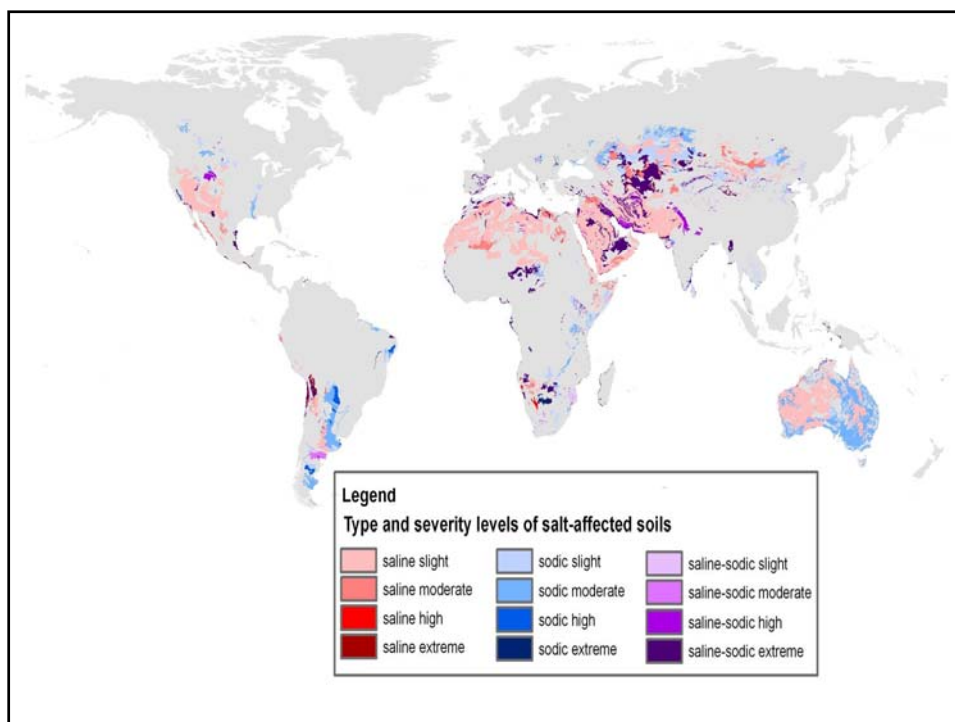 Legend
Type and severity levels of salt-affected soils
saline slight
saline moderate
saline high
saline extreme
sodic slight
sodic moderate
sodic high
sodic extreme
saline-sodic slight
saline-sodic moderate
saline-sodic high
saline-sodic extreme